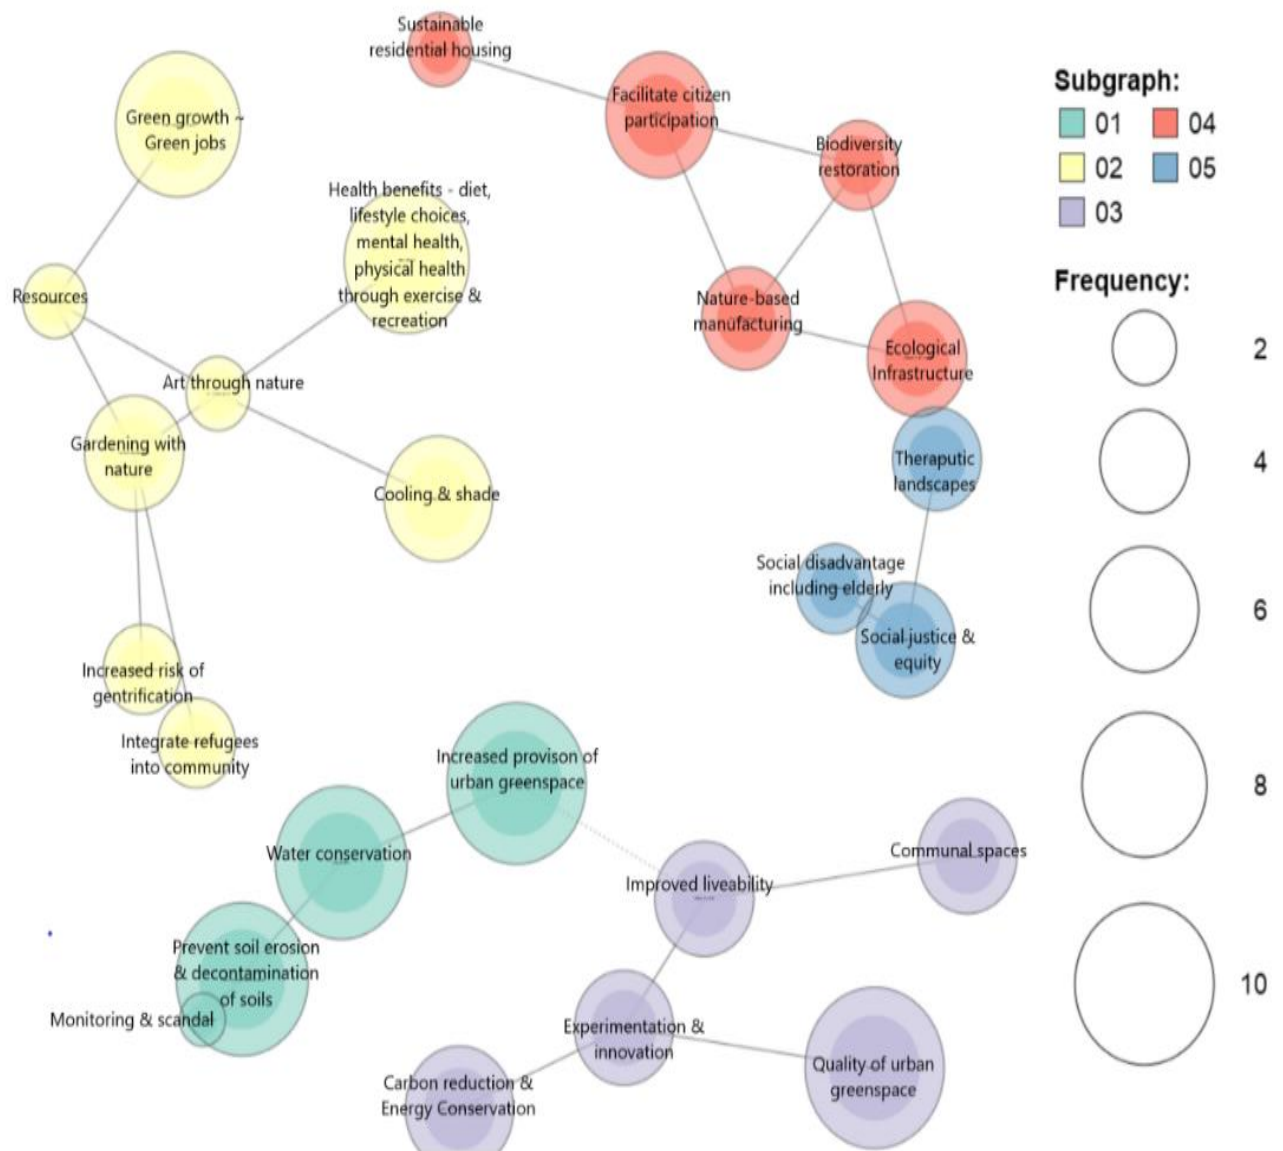 Sustainable
residential housing
Facilitate citizen
participation
Green growth ~
Green jobs
Biodiversity
restoration
Health benefits - diet,
lifestyle choices,
mental health,
physical health
through exercise &
recreation
Resources
Nature-based
manufacturing
Ecological
Infrastructure
Art through nature
Gardening with
nature
Cooling & shade
Theraputic
landscapes
Social disadvantage
including elderly
Social justice &
equity
Increased risk of
gentrification
Integrate refugees
into community
Increased provison of
urban greenspace
Water conservation
Communal spaces
Improved liveability
Prevent soil erosion
& decontamination
of soils
Monitoring & scandal
Experimentation &
innovation
Quality of urban
greenspace
Carbon reduction &
Energy Conservation
Subgraph:
01 04
02 05
03
Frequency:
2
4
6
8
10